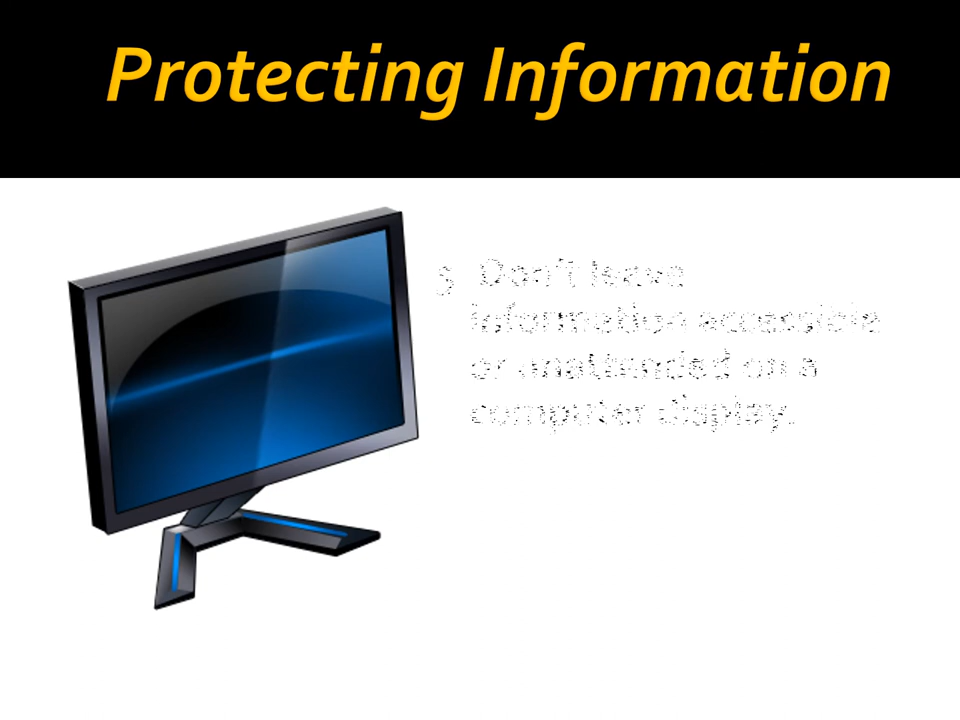 Protecting Information
Don't leave
information accessible
or unattended on a
computer display.